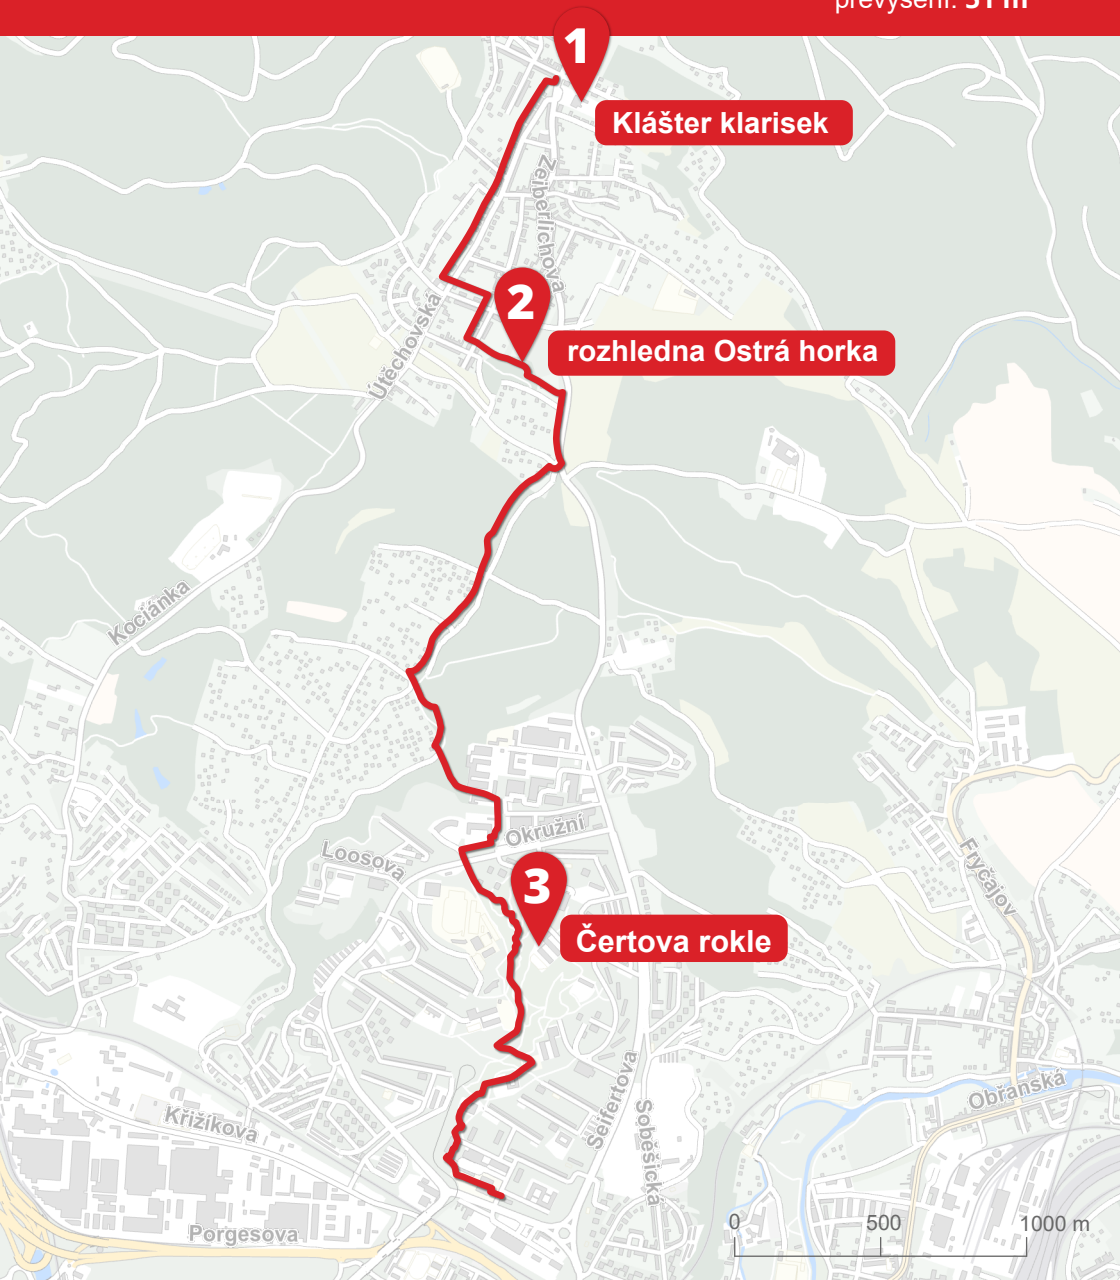 převýšení: 51 m
1
Klášter klarisek
Zeiberlichova
2
rozhledna Ostrá horka
Útěchovská
Kociánka
Okružní
Loosova
3
Čertova rokle
Fryčajov
Seifertova
Soběšická
Obřanská
Křižíkova
Porgesova
0 500 1000 m